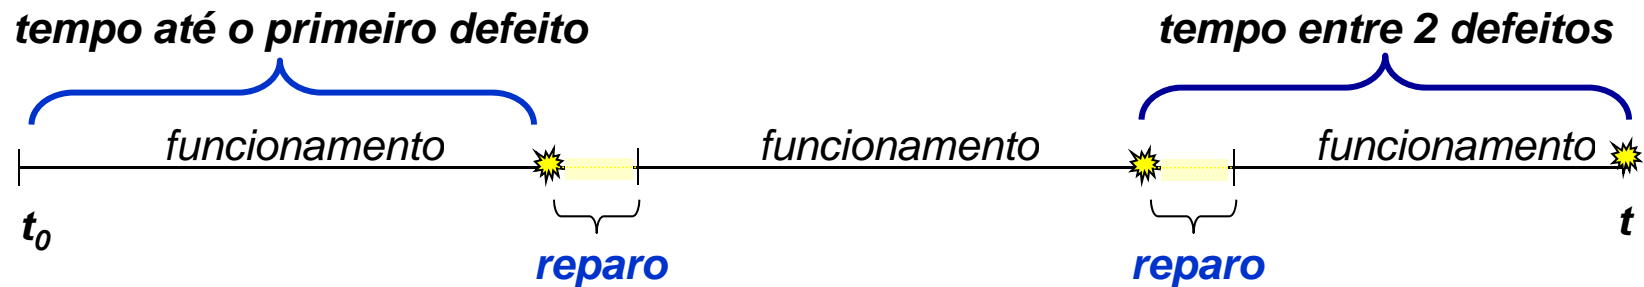 tempo até o primeiro defeito
tempo entre 2 defeitos
funcionamento
funcionamento
funcionamento
t0
t
reparo
reparo